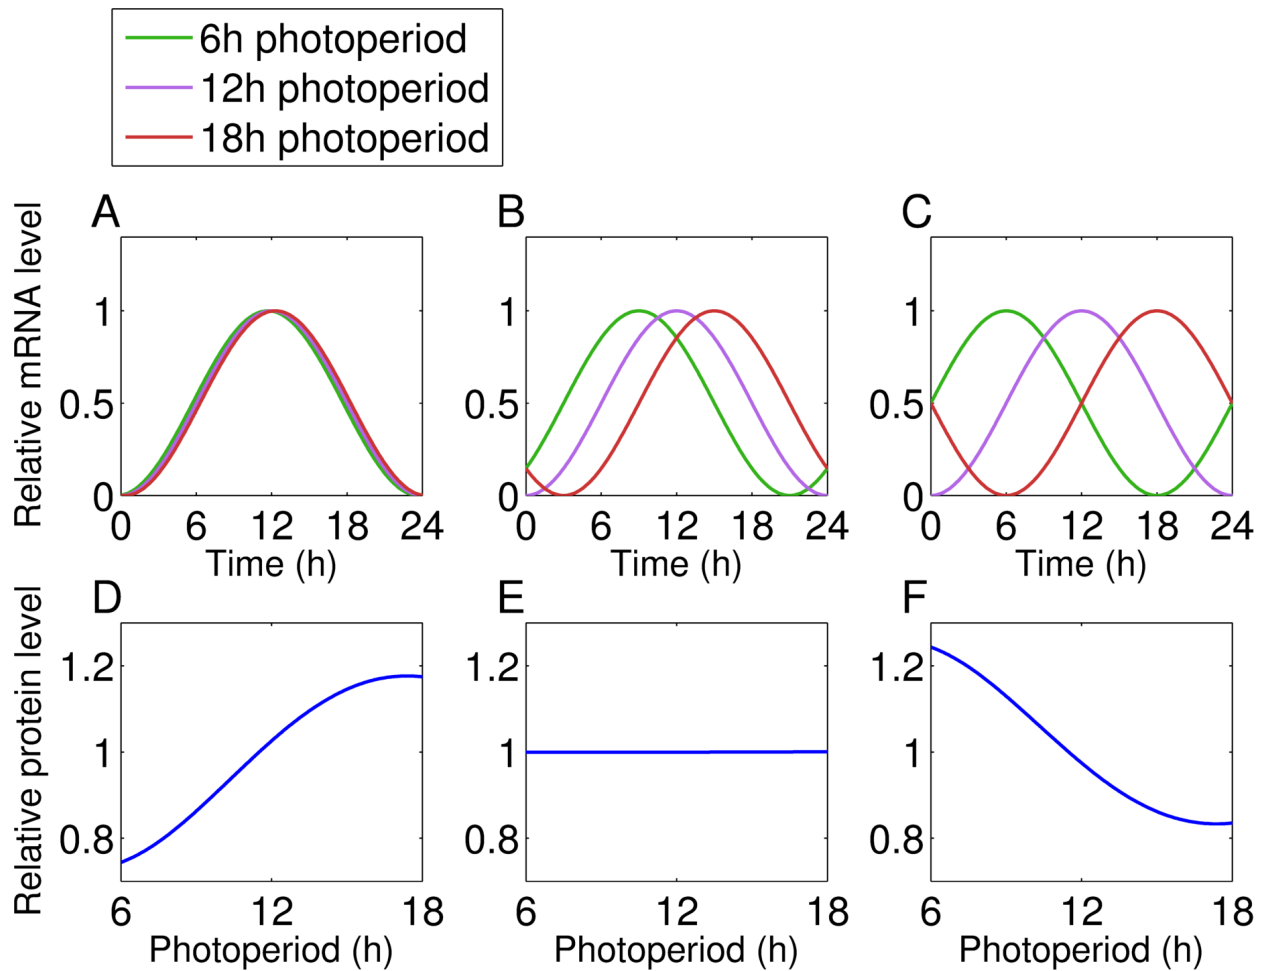 6h photoperiod
12h photoperiod
18h photoperiod
A B C
Relative mRNA level
1 1 1
0.5 0.5 0.5
0 0 0
0 6 12 18 24 0 6 12 18 24 0 6 12 18 24
Time (h) Time (h) Time (h)
D E F
Relative protein level
1.2 1.2 1.2
1 1 1
0.8 0.8 0.8
6 12 18 6 12 18 6 12 18
Photoperiod (h) Photoperiod (h) Photoperiod (h)